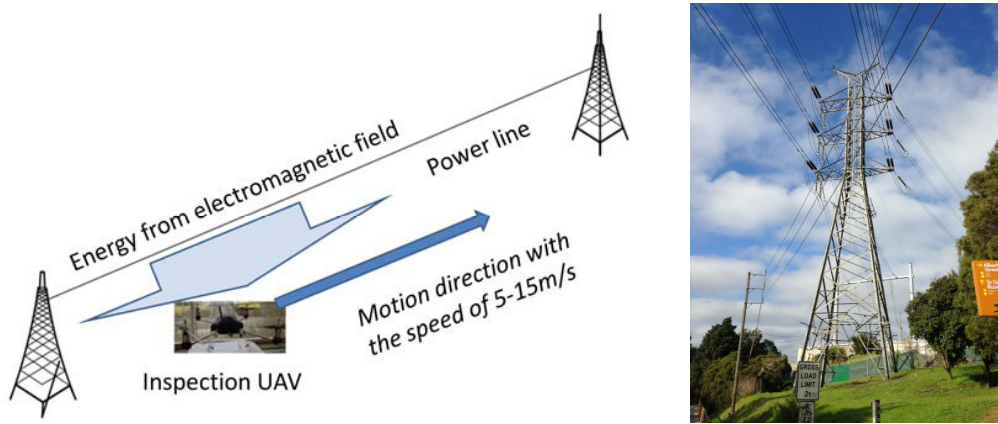 Energy from electromagnetic field
Power line
Motion direction with
the speed of 5-15m/s
Inspection UAV
GROSS
LOAD
LIMIT